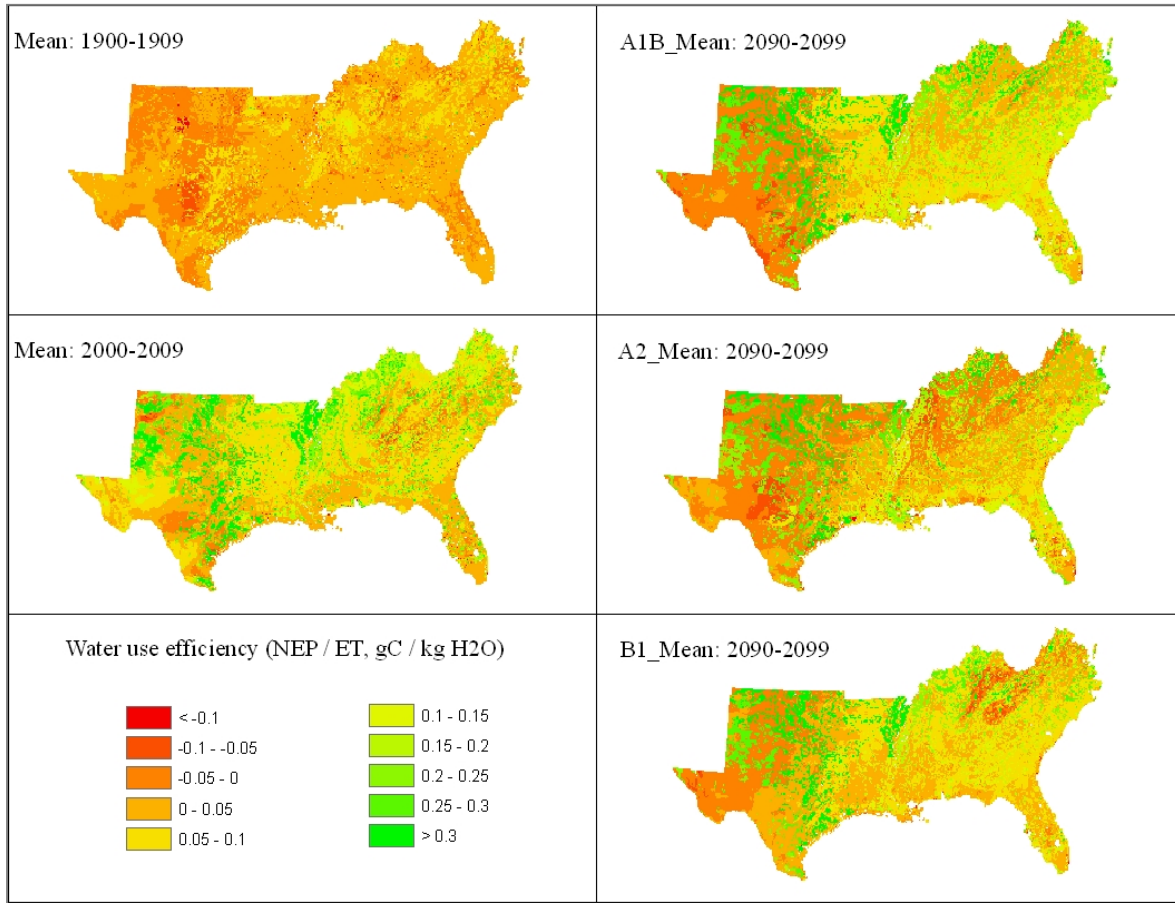 Mean: 1900-1909
A1B_Mean: 2090-2099
Mean: 2000-2009
A2_Mean: 2090-2099
Water use efficiency (NEP / ET, gC / kg H2O)
B1_Mean: 2090-2099
< -0.1
-0.1 - -0.05
-0.05 - 0
0 - 0.05
0.05 - 0.1
0.1 - 0.15
0.15 - 0.2
0.2 - 0.25
0.25 - 0.3
> 0.3